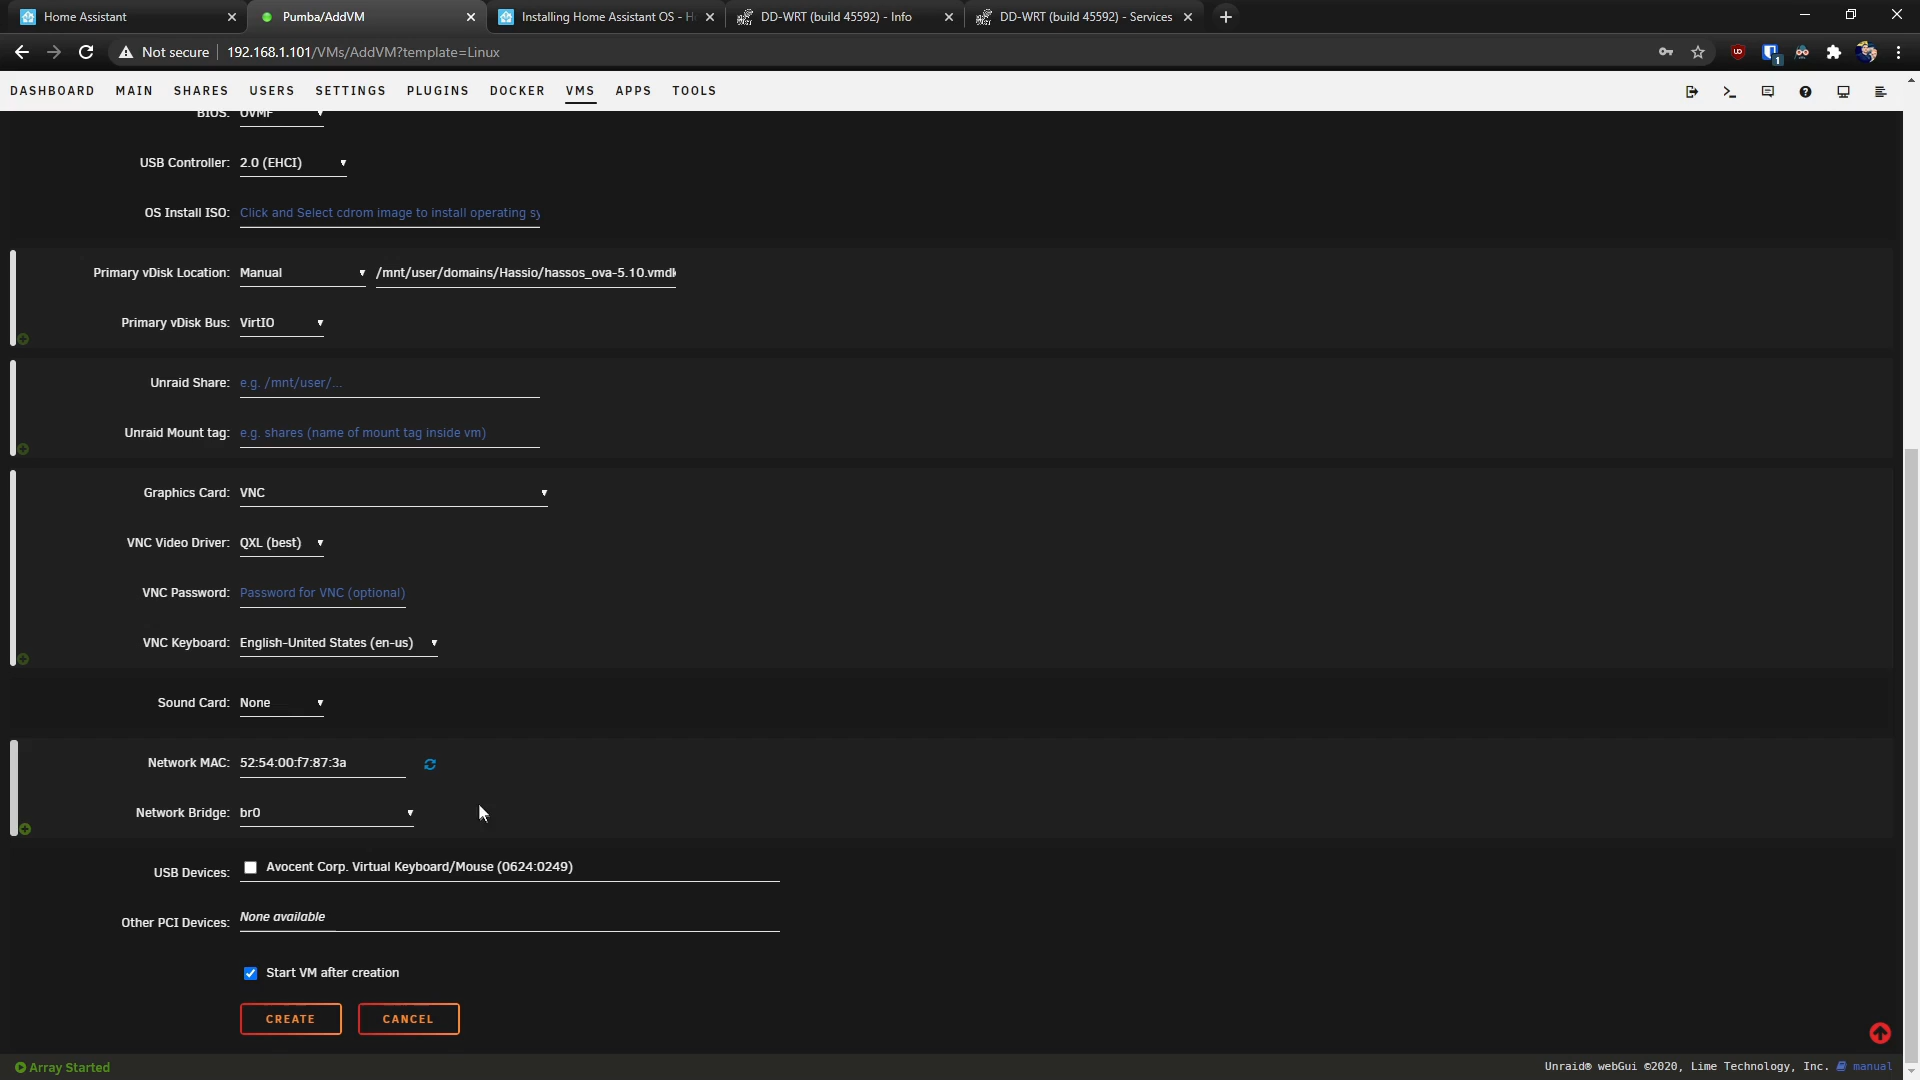 Home Assistant
Pumba/AddVM
Installing Home Assistant OS - H
DD-WRT (build 45592) - Info
DD-WRT (build 45592) - Services
Not secure
192.168.1.101/VMs/AddVM?template=Linux
DASHBOARD MAIN SHARES USERS SETTINGS PLUGINS DOCKER VMS APPS TOOLS
BIOS: OVMF
USB Controller: 2.0 (EHCI)
OS Install ISO: Click and Select cdrom image to install operating sy
Primary vDisk Location: Manual /mnt/user/domains/Hassio/hassos_ova-5.10.vmdk
Primary vDisk Bus: VirtIO
Unraid Share: e.g. /mnt/user/...
Unraid Mount tag: e.g. shares (name of mount tag inside vm)
Graphics Card: VNC
VNC Video Driver: QXL (best)
VNC Password: Password for VNC (optional)
VNC Keyboard: English-United States (en-us)
Sound Card: None
Network MAC: 52:54:00:f7:87:3a
Network Bridge: br0
USB Devices: Avocent Corp. Virtual Keyboard/Mouse (0624:0249)
Other PCI Devices: None available
Start VM after creation
CREATE CANCEL
Array Started
Unraid® webGui ©2020, Lime Technology, Inc. manual